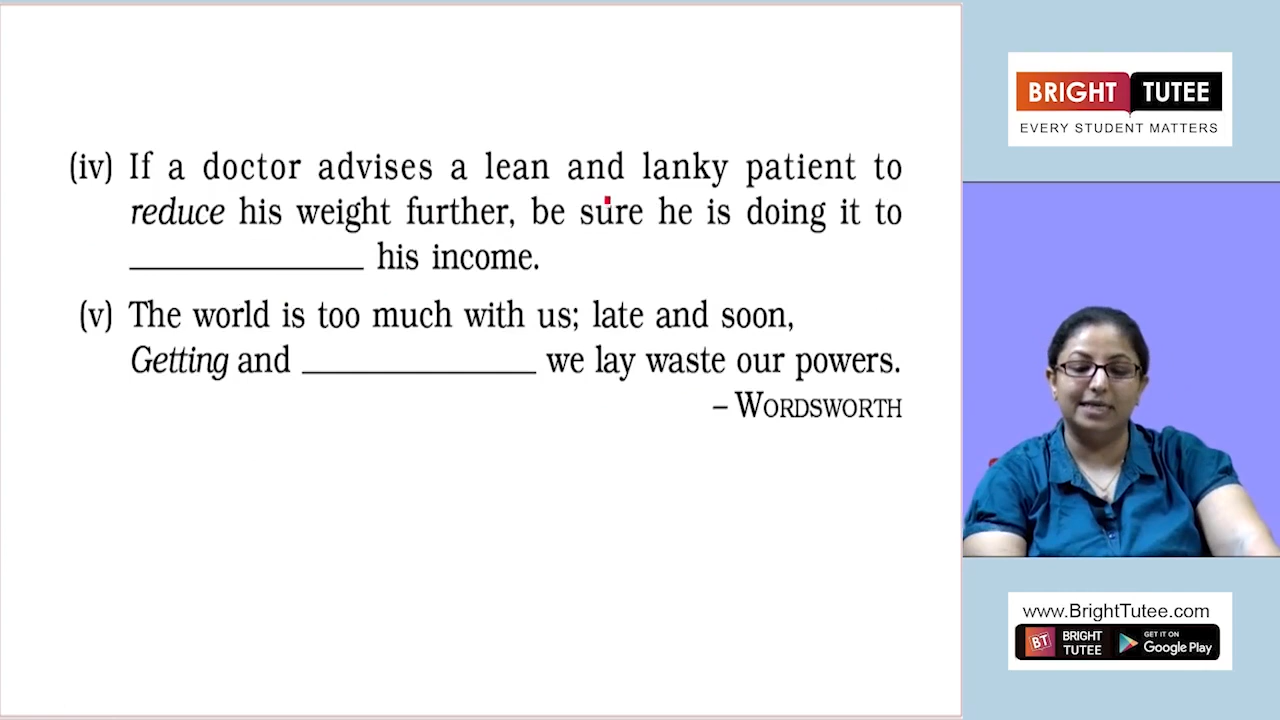 (iv) If a doctor advises a lean and lanky patient to
reduce his weight further, be sure he is doing it to
_______________ his income.
(v) The world is too much with us; late and soon,
Getting and _______________ we lay waste our powers.
– WORDSWORTH
BRIGHT TUTEE
EVERY STUDENT MATTERS
www.BrightTutee.com
BT BRIGHT TUTEE
GET IT ON
Google Play